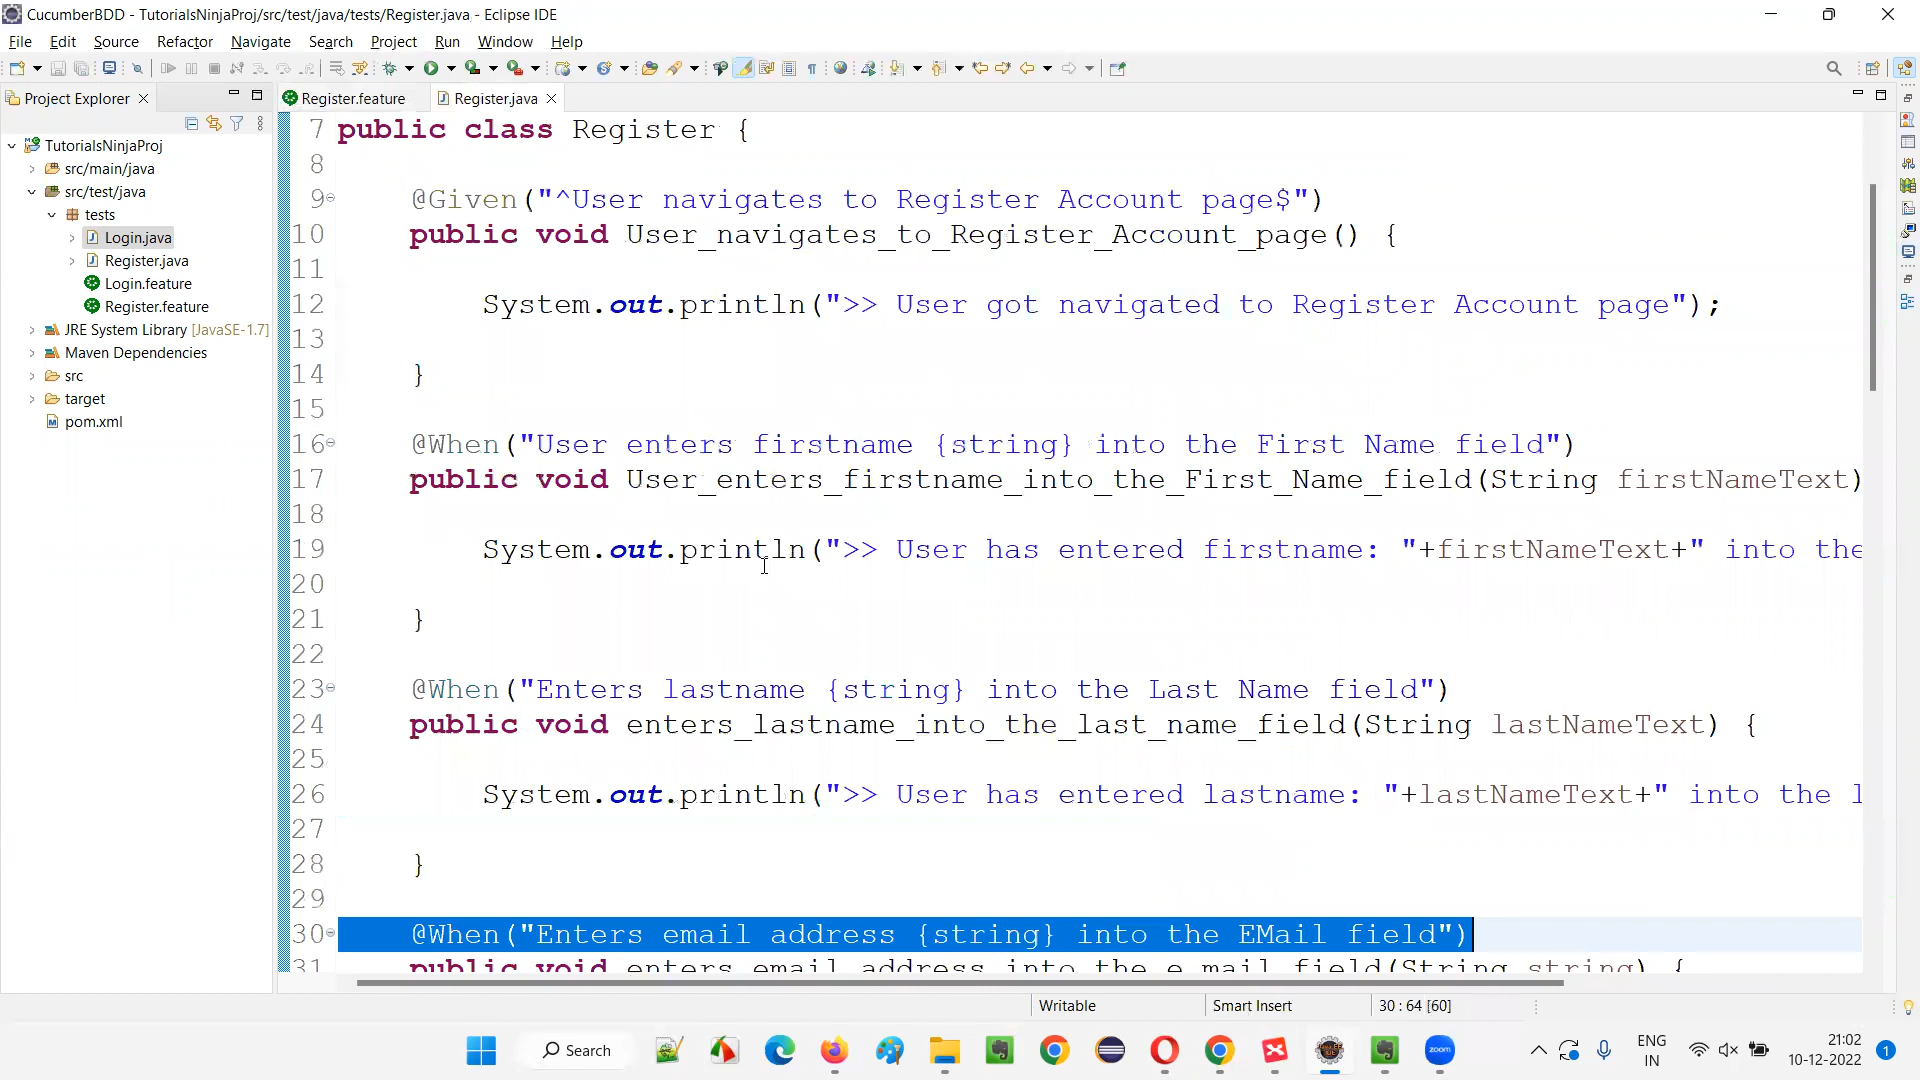 CucumberBDD - TutorialsNinjaProj/src/test/java/tests/Register.java - Eclipse IDE
File Edit Source Refactor Navigate Search Project Run Window Help
Project Explorer
Register.feature
Register.java
TutorialsNinjaProj
src/main/java
src/test/java
tests
Login.java
Register.java
Login.feature
Register.feature
JRE System Library [JavaSE-1.7]
Maven Dependencies
src
target
pom.xml
7 public class Register {
8
9 @Given("^User navigates to Register Account page$")
10 public void User_navigates_to_Register_Account_page() {
11
12 System.out.println(">> User got navigated to Register Account page");
13
14 }
15
16 @When("User enters firstname {string} into the First Name field")
17 public void User_enters_firstname_into_the_First_Name_field(String firstNameText)
18
19 System.out.println(">> User has entered firstname: "+firstNameText+" into the
20
21 }
22
23 @When("Enters lastname {string} into the Last Name field")
24 public void enters_lastname_into_the_last_name_field(String lastNameText) {
25
26 System.out.println(">> User has entered lastname: "+lastNameText+" into the l
27
28 }
29
30 @When("Enters email address {string} into the EMail field")
31 public void enters_email_address_into_the_e_mail_field(String string) {
Writable Smart Insert 30 : 64 [60]
Search
zoom
ENG
IN
21:02
10-12-2022
1